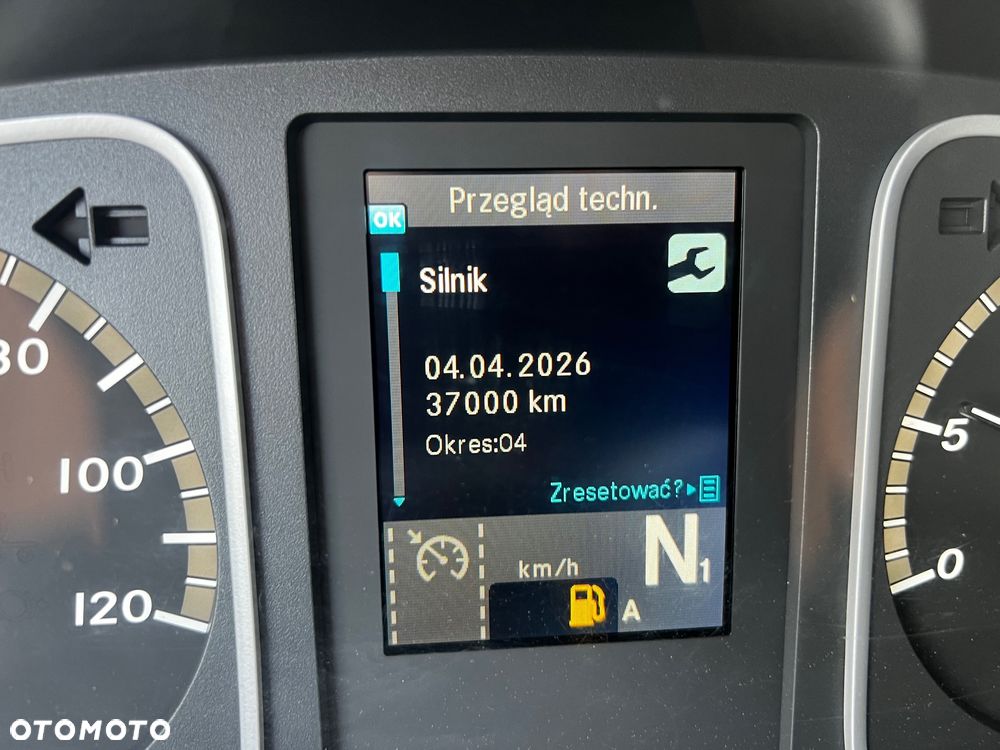 Przegląd techn.
OK
Silnik
04.04.2026
37000 km
Okres:04
Zresetować?
km/h
N1
A
80
100
120
5
0
OTOMOTO